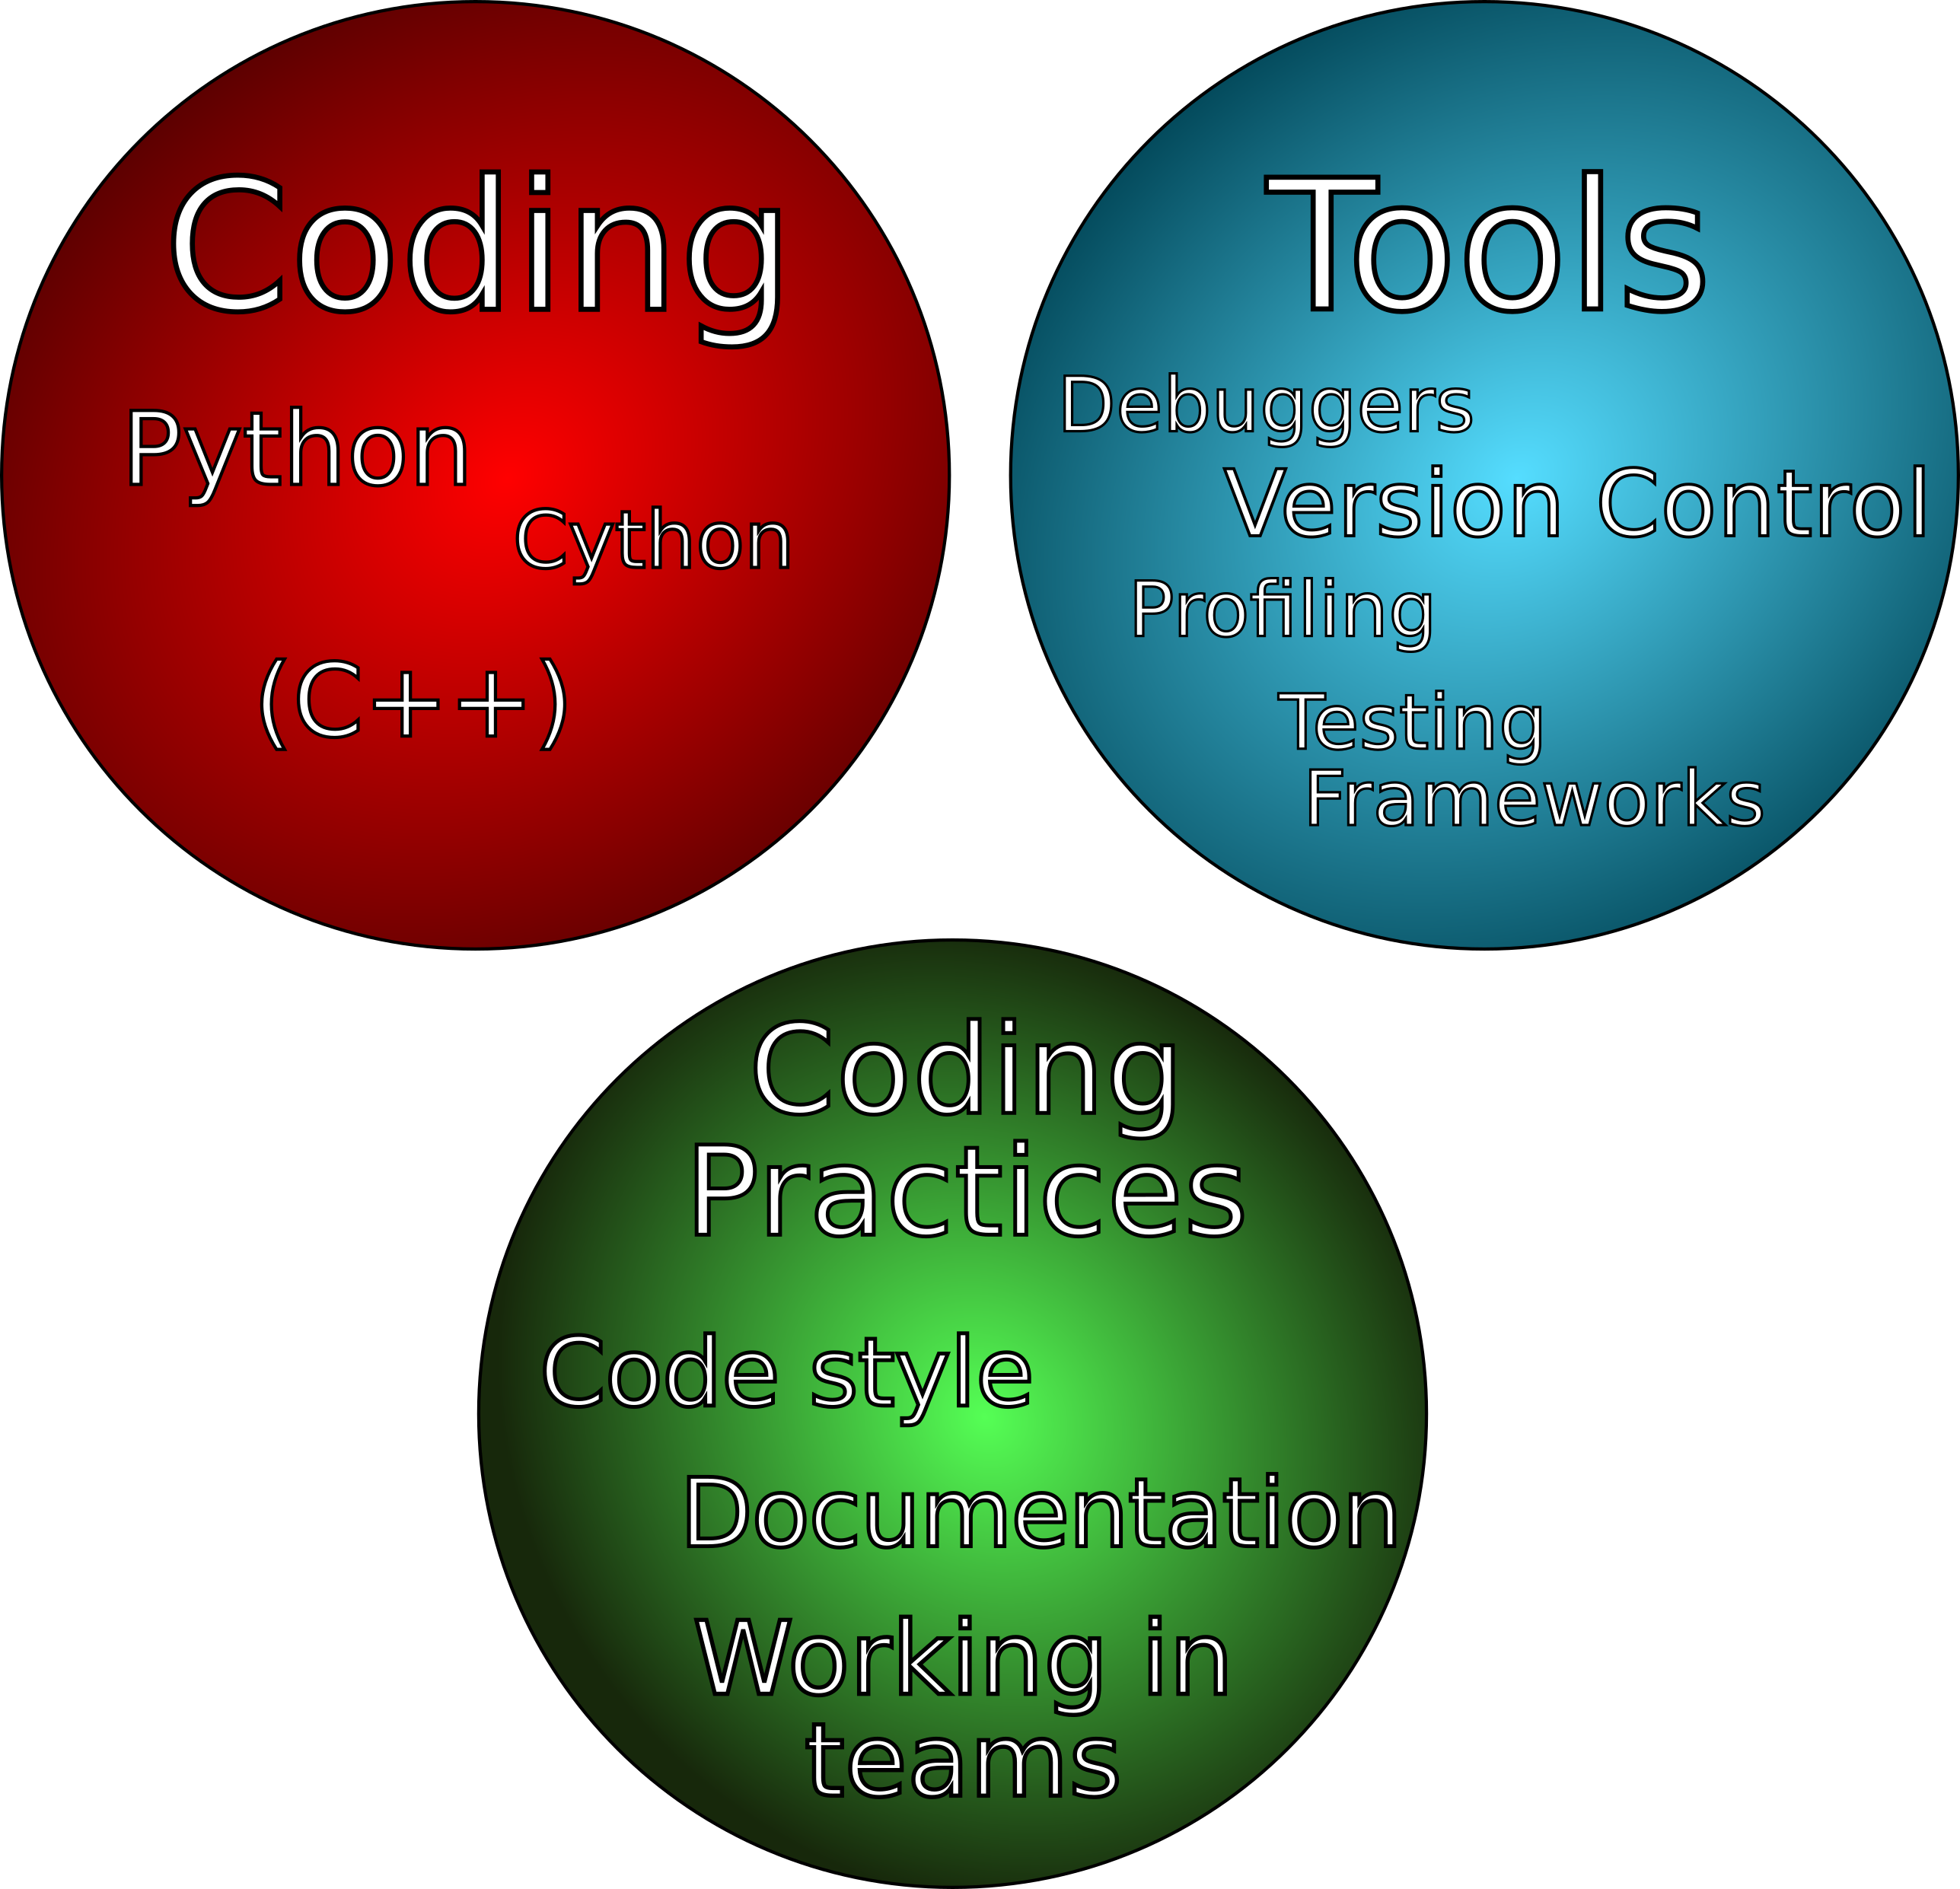 Coding
Python
Cython
(C++)
Tools
Debuggers
Version Control
Profiling
Testing
Frameworks
Coding
Practices
Code style
Documentation
Working in
teams